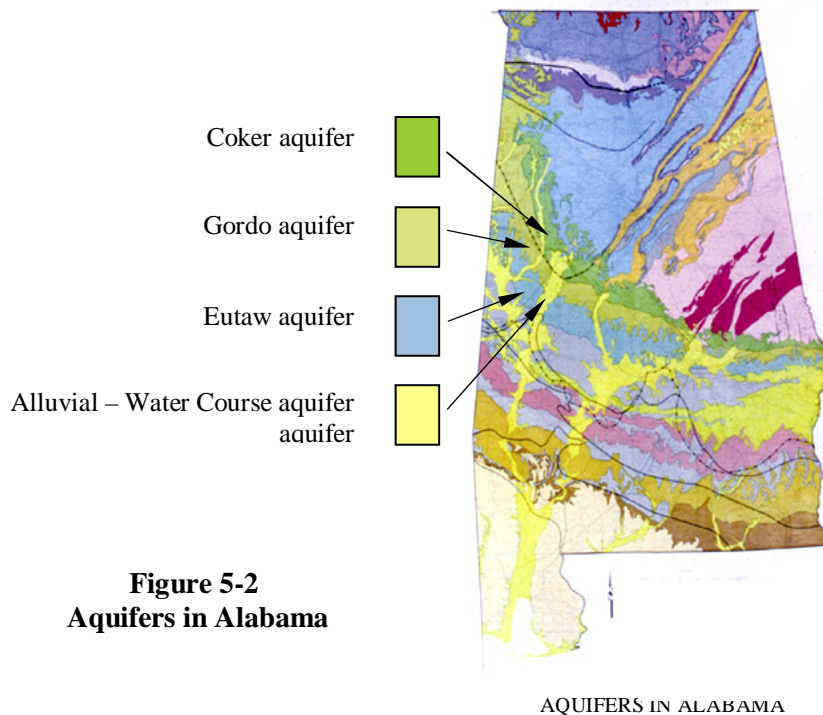 Coker aquifer
Gordo aquifer
Eutaw aquifer
Alluvial – Water Course aquifer
aquifer
Figure 5-2
Aquifers in Alabama
AQUIFERS IN ALABAMA